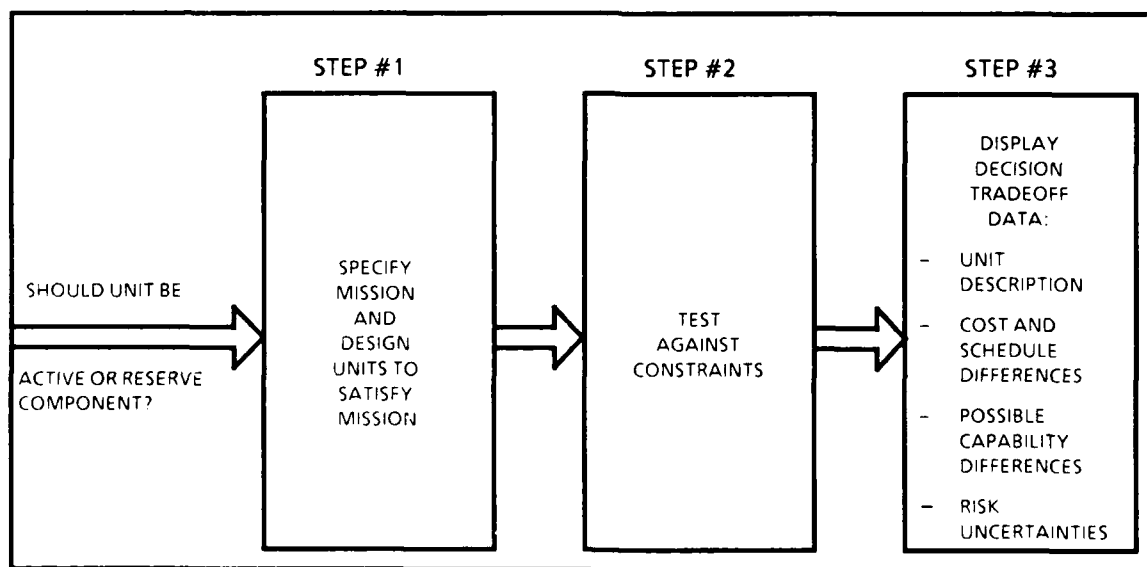 SHOULD UNIT BE
ACTIVE OR RESERVE
COMPONENT?
STEP #1
SPECIFY
MISSION
AND
DESIGN
UNITS TO
SATISFY
MISSION
STEP #2
TEST
AGAINST
CONSTRAINTS
STEP #3
DISPLAY
DECISION
TRADEOFF
DATA:
– UNIT
DESCRIPTION
– COST AND
SCHEDULE
DIFFERENCES
– POSSIBLE
CAPABILITY
DIFFERENCES
– RISK
UNCERTAINTIES